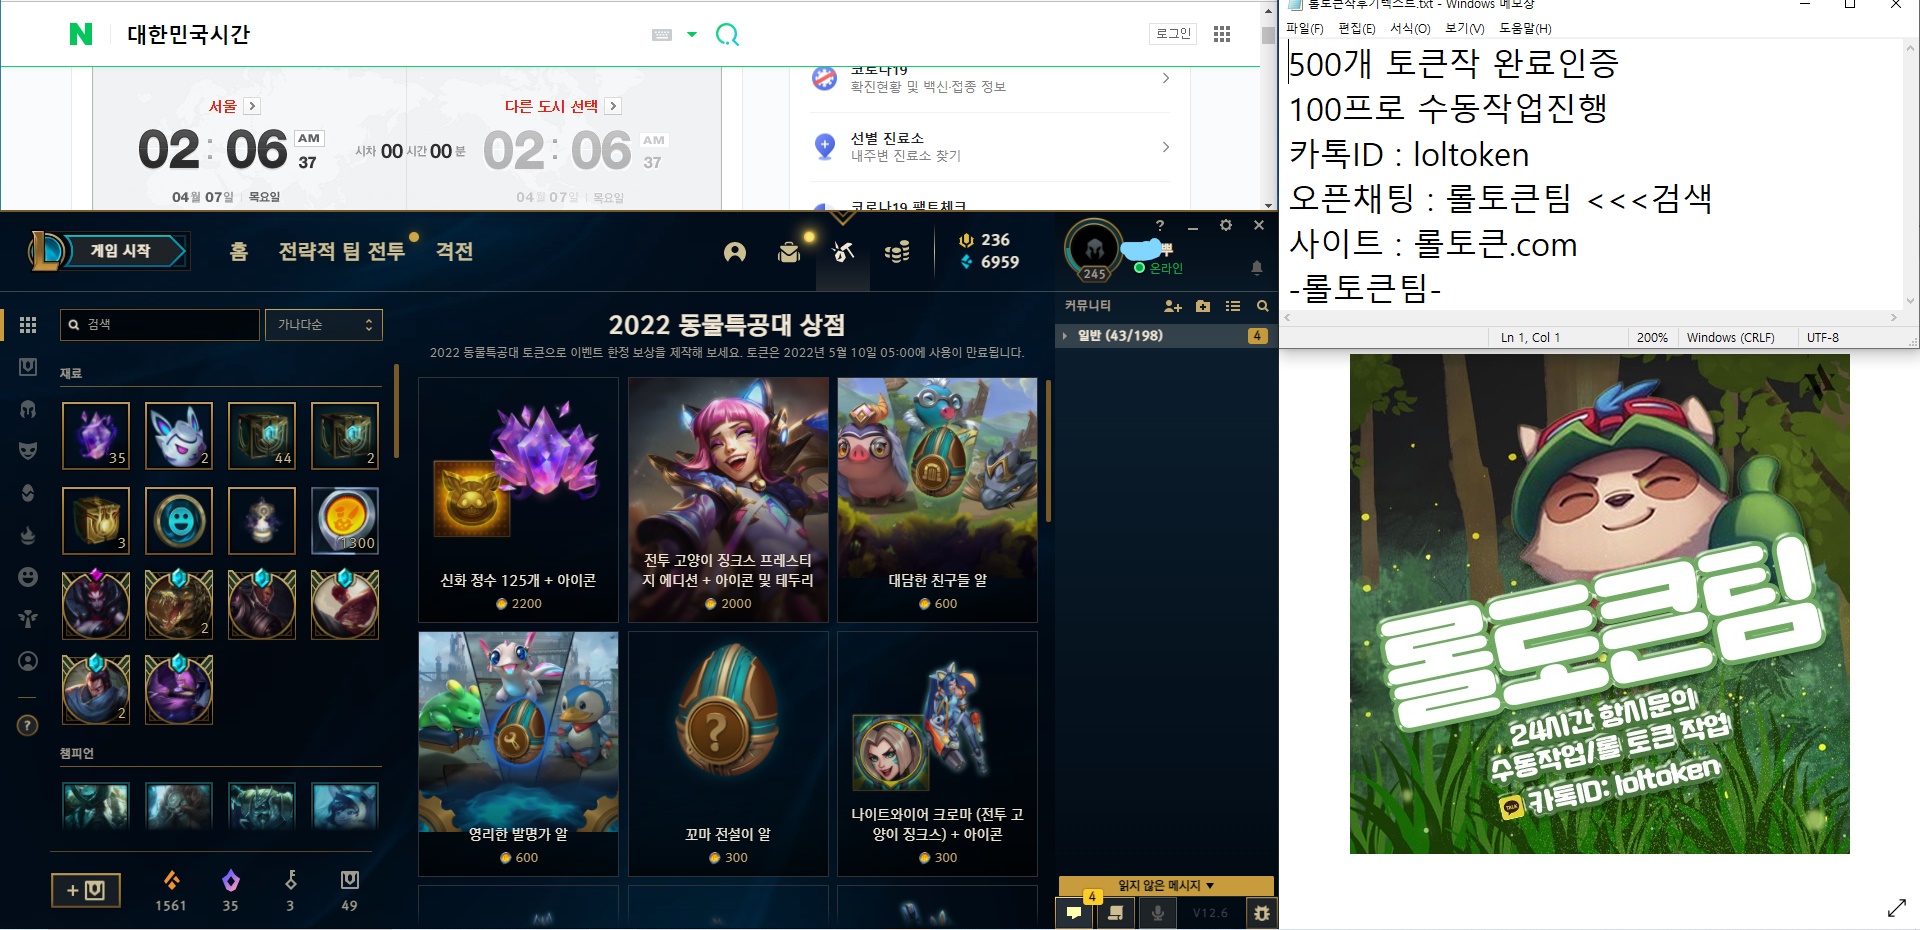 N 대한민국시간
로그인
서울
02 : 06 AM 37
04월 07일 목요일
시차 00 시간 00 분
다른 도시 선택
02 : 06 AM 37
04월 07일 목요일
코로나19
확진현황 및 백신·접종 정보
선별 진료소
내주변 진료소 찾기
코로나19 팩트체크
롤토큰작후기텍스트.txt - Windows 메모장
파일(F) 편집(E) 서식(O) 보기(V) 도움말(H)
500개 토큰작 완료인증
100프로 수동작업진행
카톡ID : loltoken
오픈채팅 : 롤토큰팀 <<<검색
사이트 : 롤토큰.com
-롤토큰팀-
Ln 1, Col 1 200% Windows (CRLF) UTF-8
게임 시작 홈 전략적 팀 전투 격전
236
6959
?
뿌
245
온라인
검색
가나다순
재료
35 2 44 2
3 1300
2
2
챔피언
1561 35 3 49
2022 동물특공대 상점
2022 동물특공대 토큰으로 이벤트 한정 보상을 제작해 보세요. 토큰은 2022년 5월 10일 05:00에 사용이 만료됩니다.
신화 정수 125개 + 아이콘
2200
전투 고양이 징크스 프레스티
지 에디션 + 아이콘 및 테두리
2000
대담한 친구들 알
600
영리한 발명가 알
600
꼬마 전설이 알
300
나이트와이어 크로마 (전투 고
양이 징크스) + 아이콘
300
커뮤니티
일반 (43/198) 4
읽지 않은 메시지
4
V12.6
롤토큰팀
24시간 항시문의
수동작업/롤 토큰 작업
TALK 카톡ID: loltoken